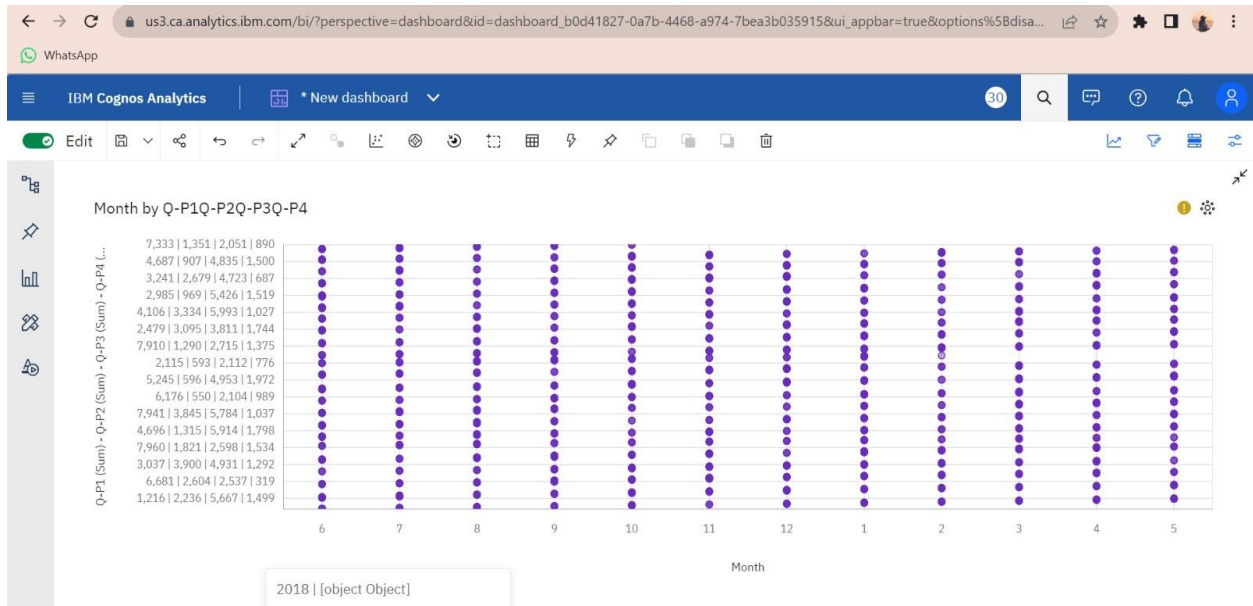 us3.ca.analytics.ibm.com/bi/?perspective=dashboard&id=dashboard_b0d41827-0a7b-4468-a974-7bea3b035915&ui_appbar=true&options%5Bdisa...
WhatsApp
IBM Cognos Analytics
* New dashboard
30
Edit
Month by Q-P1Q-P2Q-P3Q-P4
Q-P1 (Sum) - Q-P2 (Sum) - Q-P3 (Sum) - Q-P4 (...
7,333 | 1,351 | 2,051 | 890
4,687 | 907 | 4,835 | 1,500
3,241 | 2,679 | 4,723 | 687
2,985 | 969 | 5,426 | 1,519
4,106 | 3,334 | 5,993 | 1,027
2,479 | 3,095 | 3,811 | 1,744
7,910 | 1,290 | 2,715 | 1,375
2,115 | 593 | 2,112 | 776
5,245 | 596 | 4,953 | 1,972
6,176 | 550 | 2,104 | 989
7,941 | 3,845 | 5,784 | 1,037
4,696 | 1,315 | 5,914 | 1,798
7,960 | 1,821 | 2,598 | 1,534
3,037 | 3,900 | 4,931 | 1,292
6,681 | 2,604 | 2,537 | 319
1,216 | 2,236 | 5,667 | 1,499
6 7 8 9 10 11 12 1 2 3 4 5
Month
2018 | [object Object]